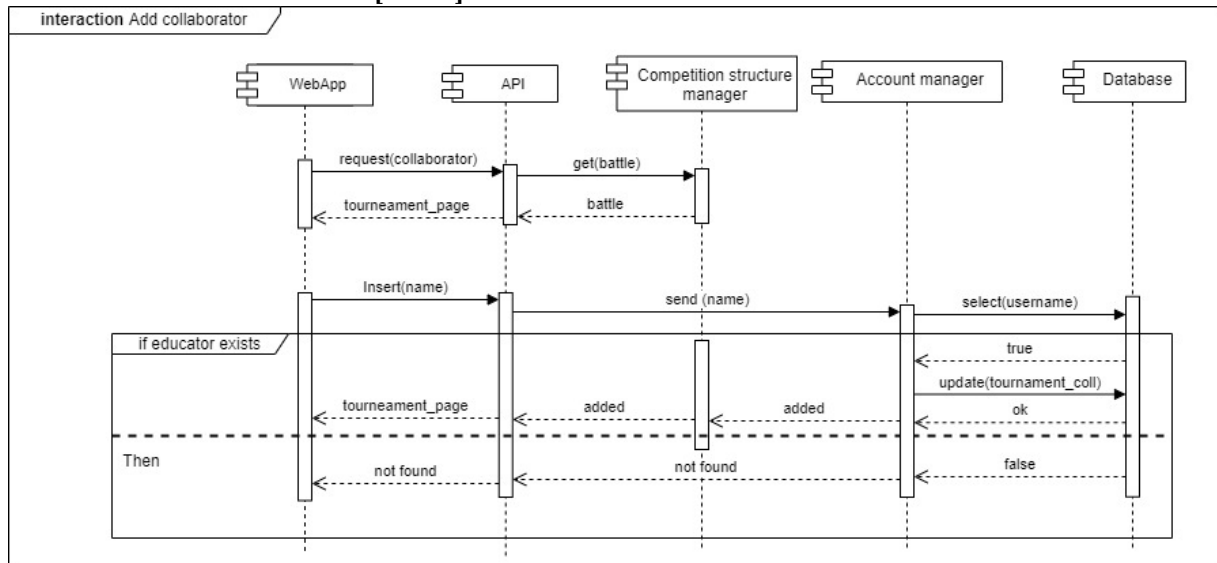 interaction Add collaborator
WebApp
API
Competition structure
manager
Account manager
Database
request(collaborator)
get(battle)
tourneament_page
battle
Insert(name)
send (name)
select(username)
if educator exists
true
update(tournament_coll)
tourneament_page
added
added
ok
Then
not found
not found
false